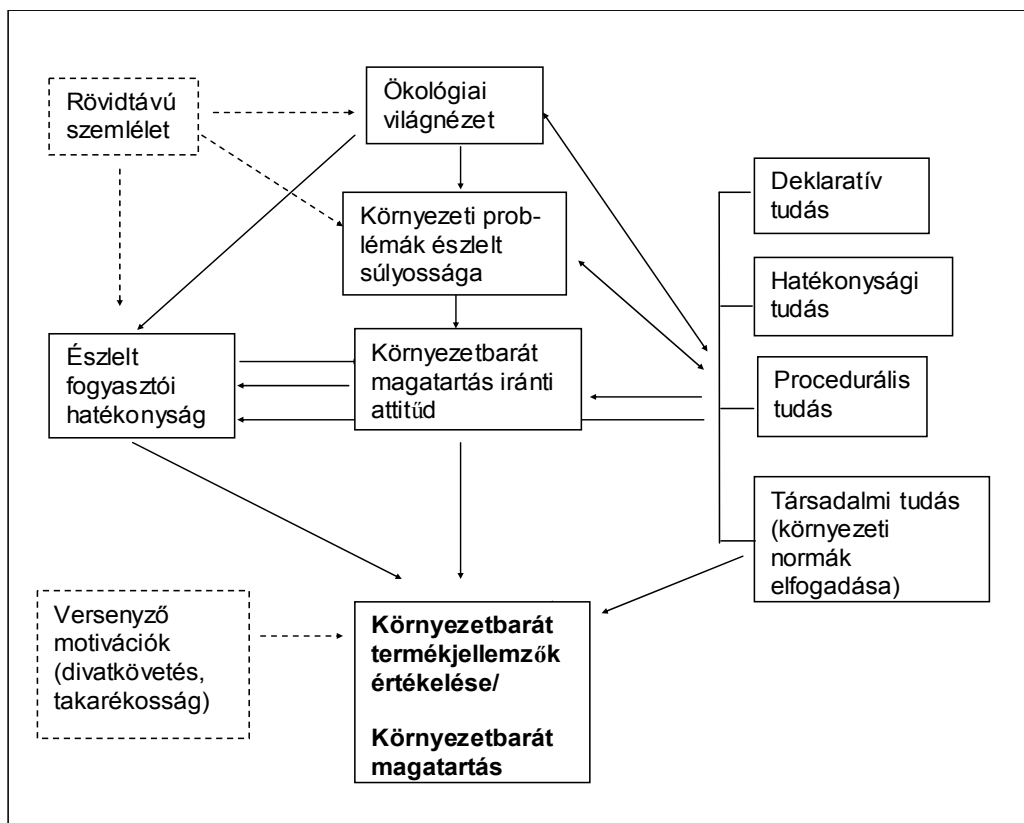 Rövidtávú
szemlélet
Ökológiai
világnézet
Környezeti prob-
lémák észlelt
súlyossága
Deklaratív
tudás
Hatékonysági
tudás
Észlelt
fogyasztói
hatékonyság
Környezetbarát
magatartás iránti
attitűd
Procedurális
tudás
Társadalmi tudás
(környezeti
normák
elfogadása)
Versenyző
motivációk
(divatkövetés,
takarékosság)
Környezetbarát
termékjellemzők
értékelése/
Környezetbarát
magatartás